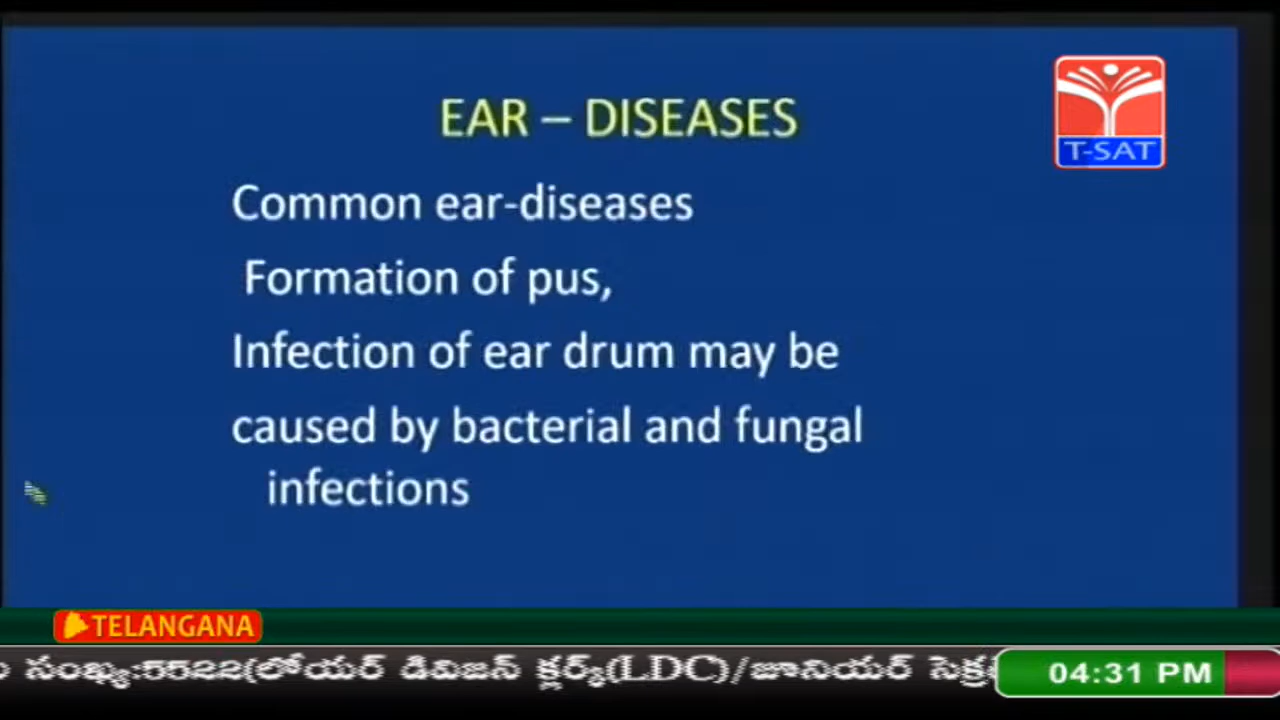 EAR – DISEASES
T-SAT
Common ear-diseases
Formation of pus,
Infection of ear drum may be
caused by bacterial and fungal
infections
TELANGANA
సంఖ్య:5522(లోయర్ డివిజన్ క్లర్క్(LDC)/జూనియర్
04:31 PM